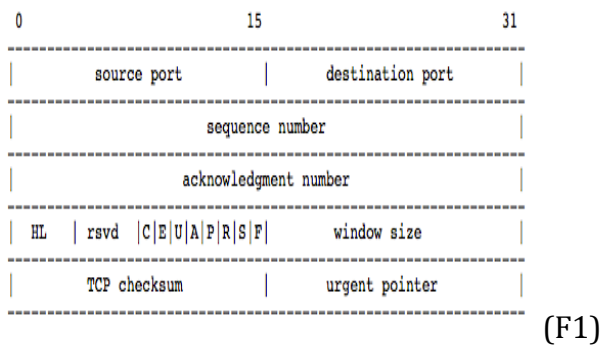 0 15 31
source port | destination port
sequence number
acknowledgment number
HL | rsvd |C|E|U|A|P|R|S|F| window size
TCP checksum | urgent pointer
(F1)